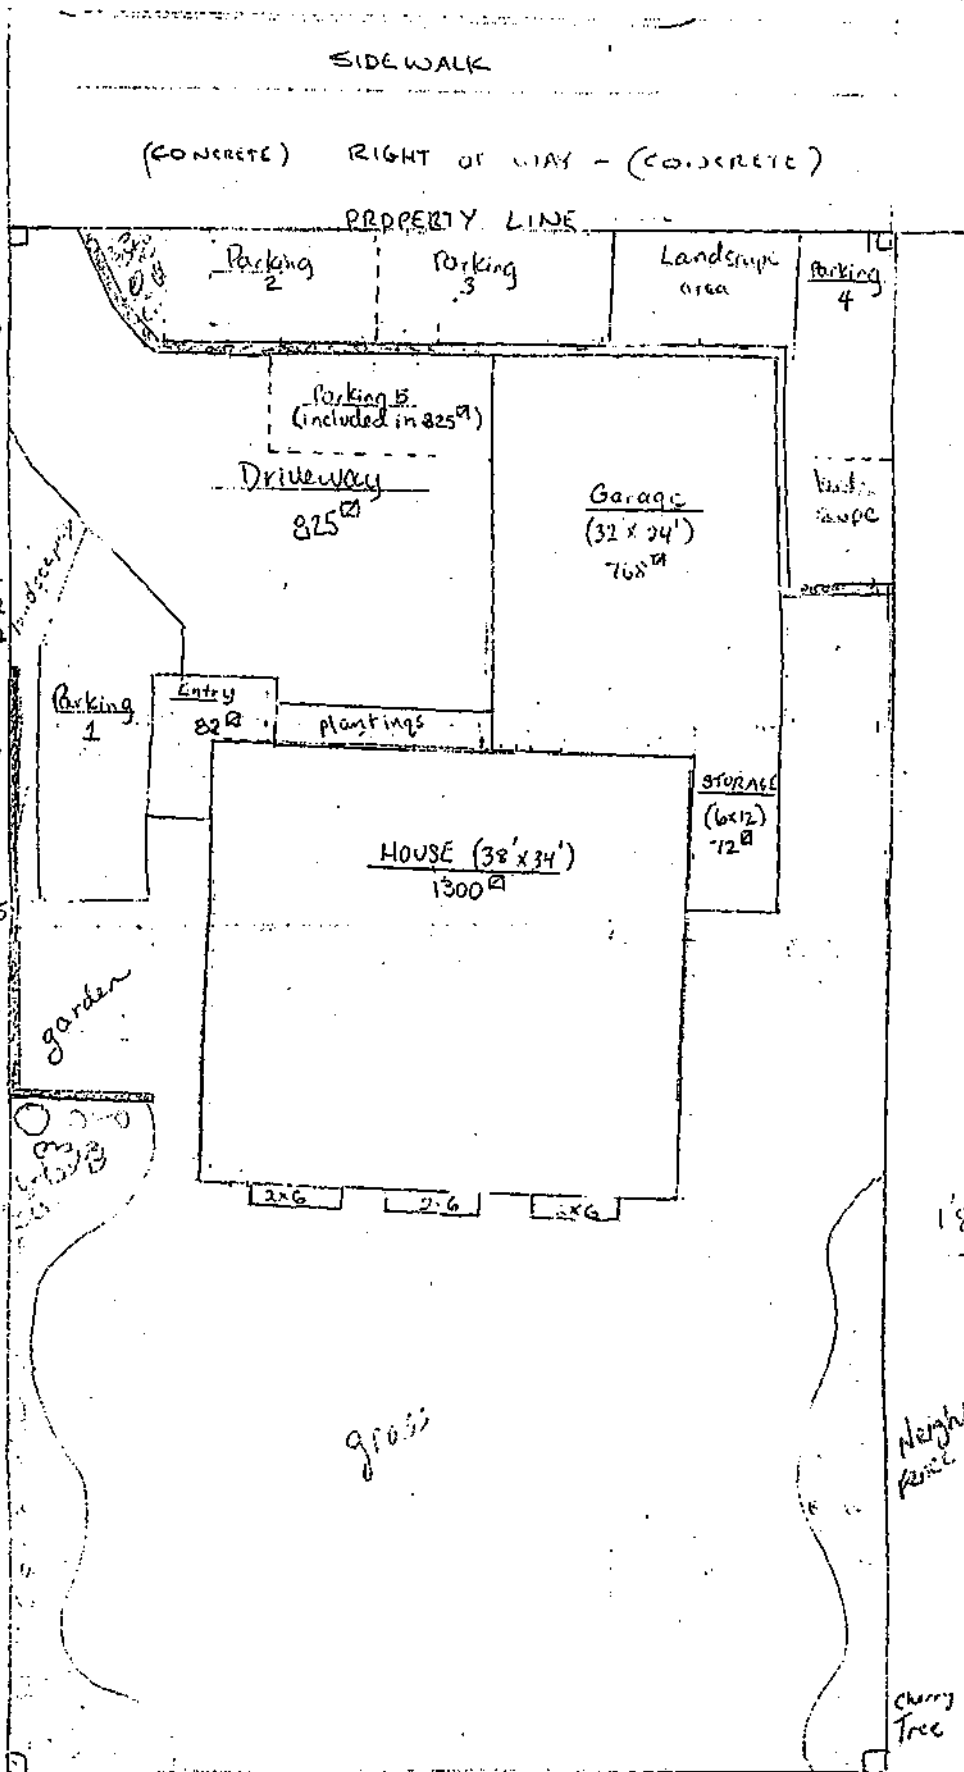 SIDEWALK
(CONCRETE) RIGHT OF WAY - (CONCRETE)
PROPERTY LINE
Parking
2
Parking
3
Landscape
area
Parking
4
Parking 5
(included in 825☑)
Driveway
825☑
Garage
(32' x 24')
768☑
Landscape
landscaping
Parking
1
Entry
82☑
plantings
STORAGE
(6x12)
72☑
HOUSE (38'x34')
1300☑
garden
2x6
2x6
2x6
grass
Cherry
Tree